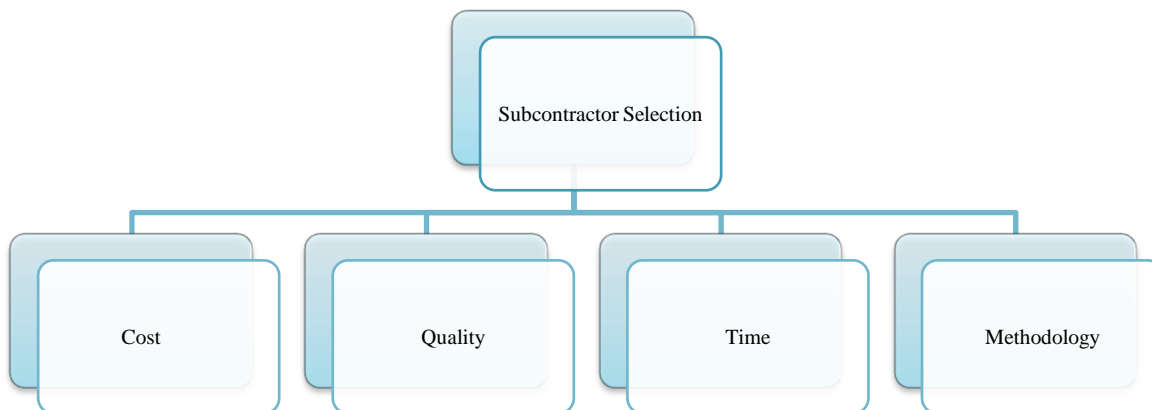 Subcontractor Selection
Cost
Quality
Time
Methodology